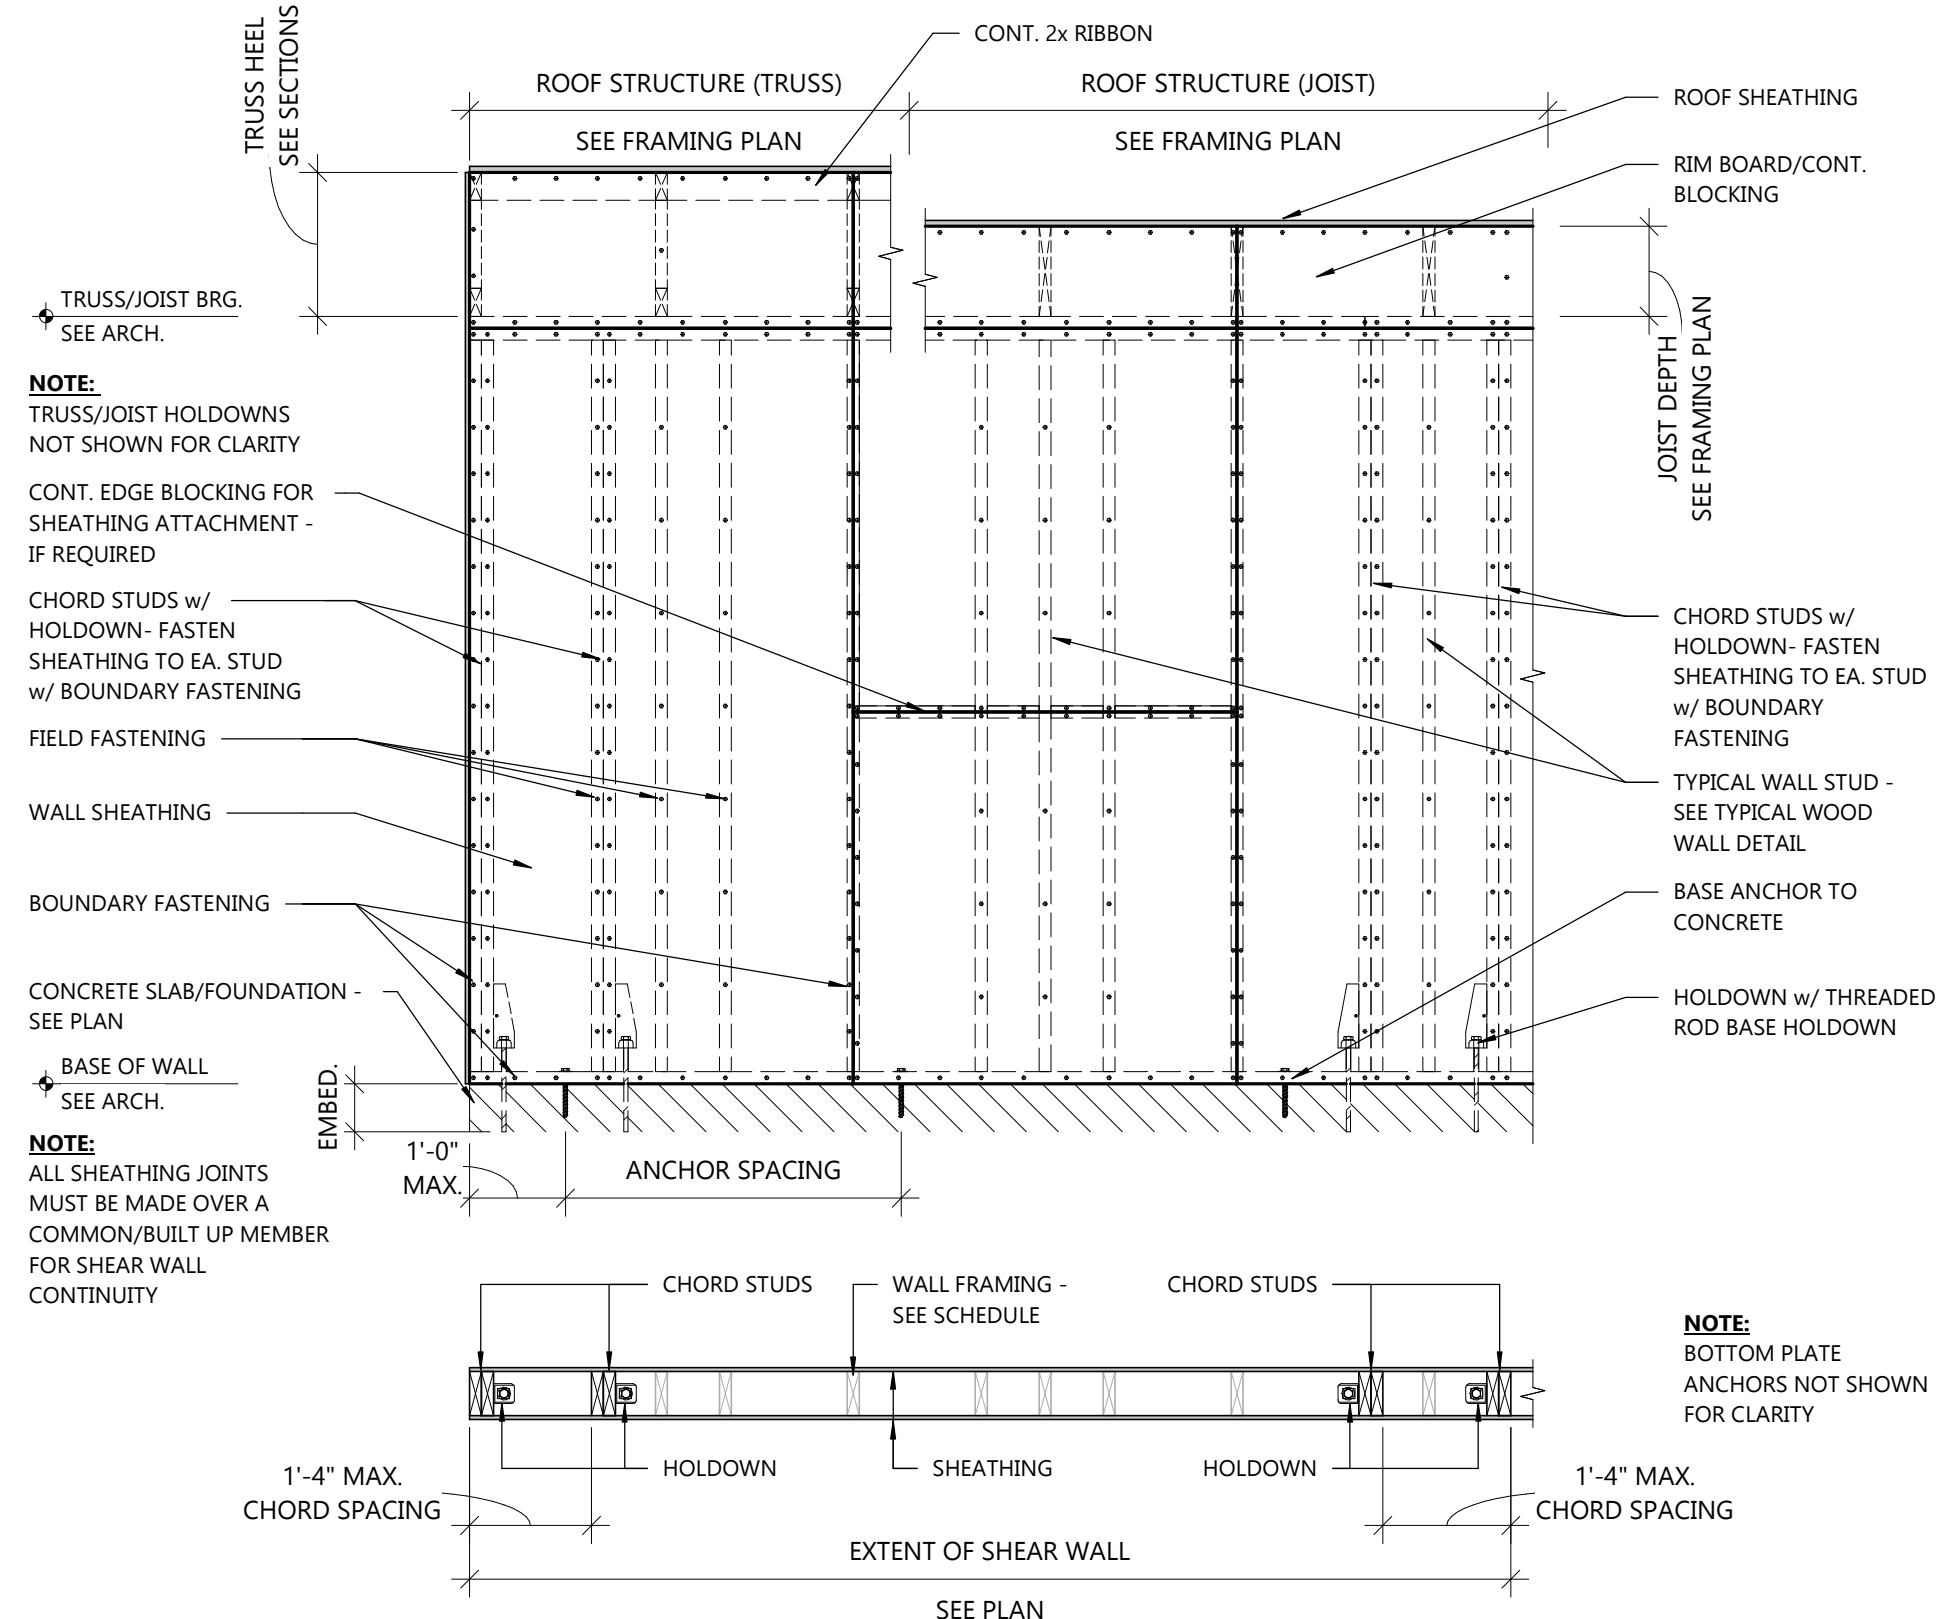 TRUSS HEEL
SEE SECTIONS
CONT. 2x RIBBON
ROOF STRUCTURE (TRUSS)
SEE FRAMING PLAN
ROOF STRUCTURE (JOIST)
SEE FRAMING PLAN
ROOF SHEATHING
RIM BOARD/CONT.
BLOCKING
TRUSS/JOIST BRG.
SEE ARCH.
JOIST DEPTH
SEE FRAMING PLAN
NOTE:
TRUSS/JOIST HOLDOWNS
NOT SHOWN FOR CLARITY
CONT. EDGE BLOCKING FOR
SHEATHING ATTACHMENT -
IF REQUIRED
CHORD STUDS w/
HOLDOWN- FASTEN
SHEATHING TO EA. STUD
w/ BOUNDARY FASTENING
FIELD FASTENING
WALL SHEATHING
BOUNDARY FASTENING
CONCRETE SLAB/FOUNDATION -
SEE PLAN
BASE OF WALL
SEE ARCH.
NOTE:
ALL SHEATHING JOINTS
MUST BE MADE OVER A
COMMON/BUILT UP MEMBER
FOR SHEAR WALL
CONTINUITY
CHORD STUDS w/
HOLDOWN- FASTEN
SHEATHING TO EA. STUD
w/ BOUNDARY
FASTENING
TYPICAL WALL STUD -
SEE TYPICAL WOOD
WALL DETAIL
BASE ANCHOR TO
CONCRETE
HOLDOWN w/ THREADED
ROD BASE HOLDOWN
EMBED.
1'-0"
MAX.
ANCHOR SPACING
CHORD STUDS
WALL FRAMING -
SEE SCHEDULE
CHORD STUDS
NOTE:
BOTTOM PLATE
ANCHORS NOT SHOWN
FOR CLARITY
HOLDOWN
SHEATHING
HOLDOWN
1'-4" MAX.
CHORD SPACING
1'-4" MAX.
CHORD SPACING
EXTENT OF SHEAR WALL
SEE PLAN